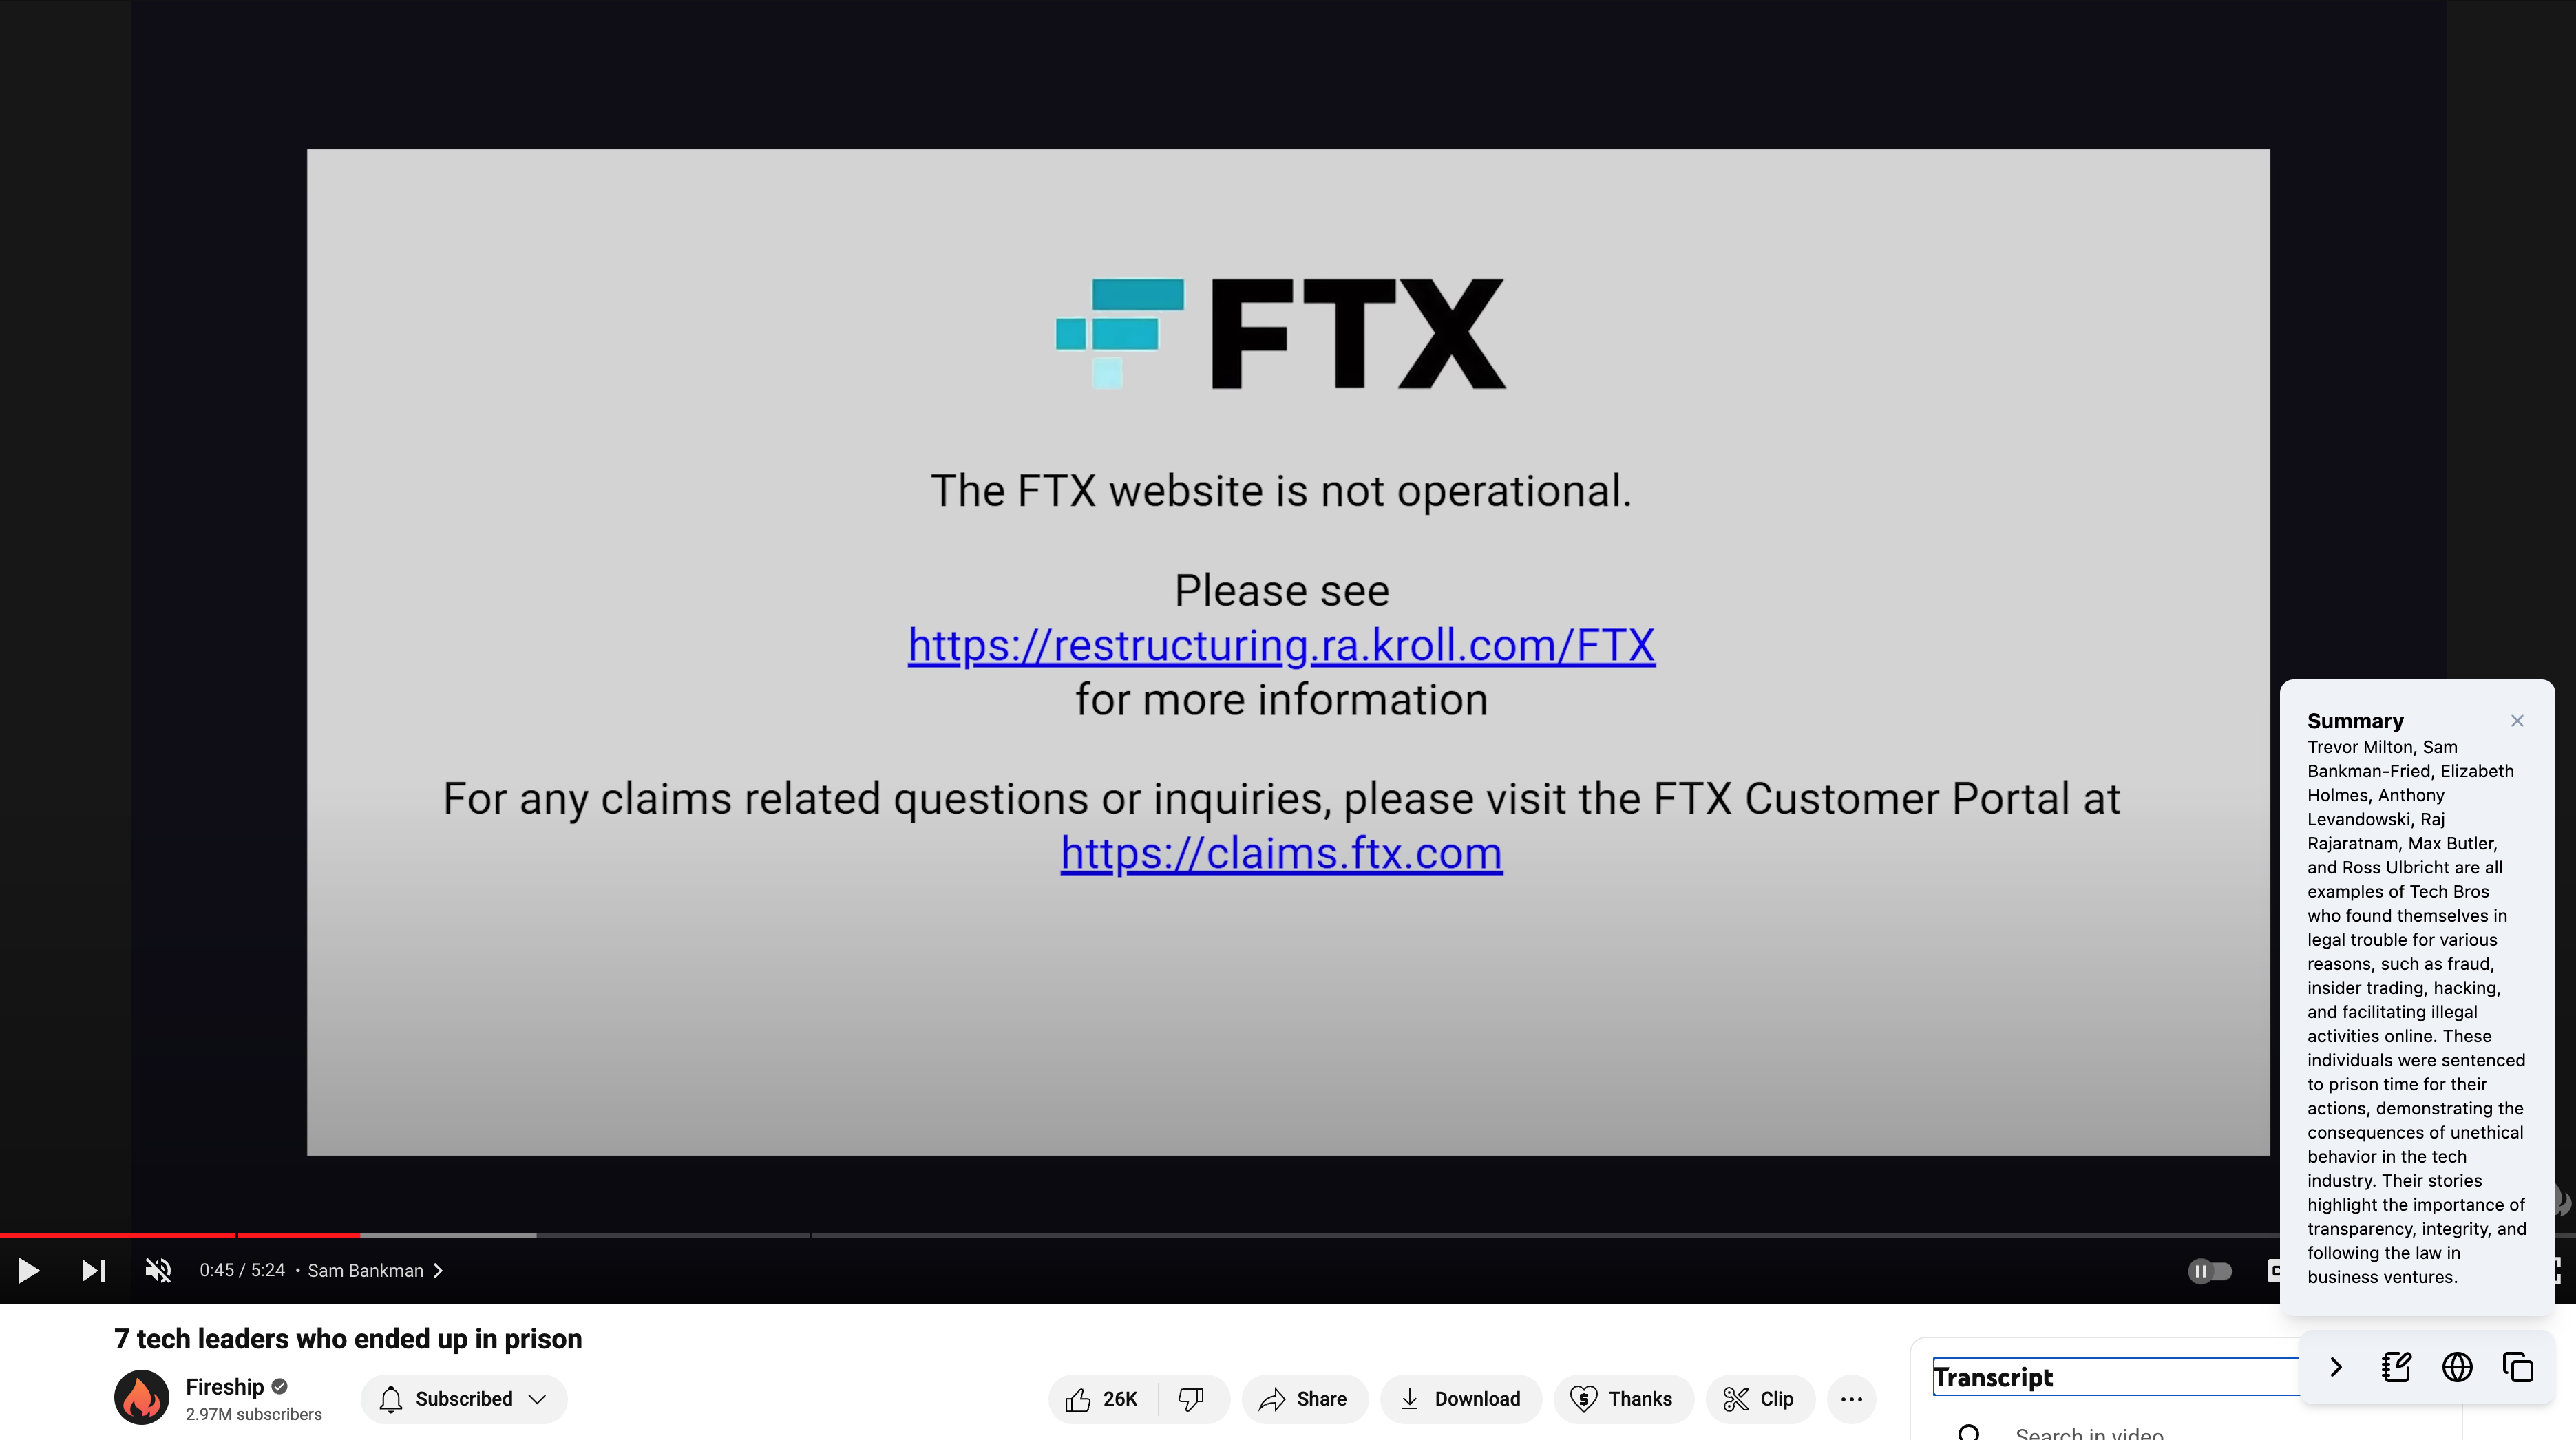 FTX
The FTX website is not operational.
Please see
https://restructuring.ra.kroll.com/FTX
for more information
For any claims related questions or inquiries, please visit the FTX Customer Portal at
https://claims.ftx.com
Summary
Trevor Milton, Sam
Bankman-Fried, Elizabeth
Holmes, Anthony
Levandowski, Raj
Rajaratnam, Max Butler,
and Ross Ulbricht are all
examples of Tech Bros
who found themselves in
legal trouble for various
reasons, such as fraud,
insider trading, hacking,
and facilitating illegal
activities online. These
individuals were sentenced
to prison time for their
actions, demonstrating the
consequences of unethical
behavior in the tech
industry. Their stories
highlight the importance of
transparency, integrity, and
following the law in
business ventures.
0:45 / 5:24 • Sam Bankman
7 tech leaders who ended up in prison
Fireship
2.97M subscribers
Subscribed
26K
Share
Download
Thanks
Clip
Transcript
Search in video